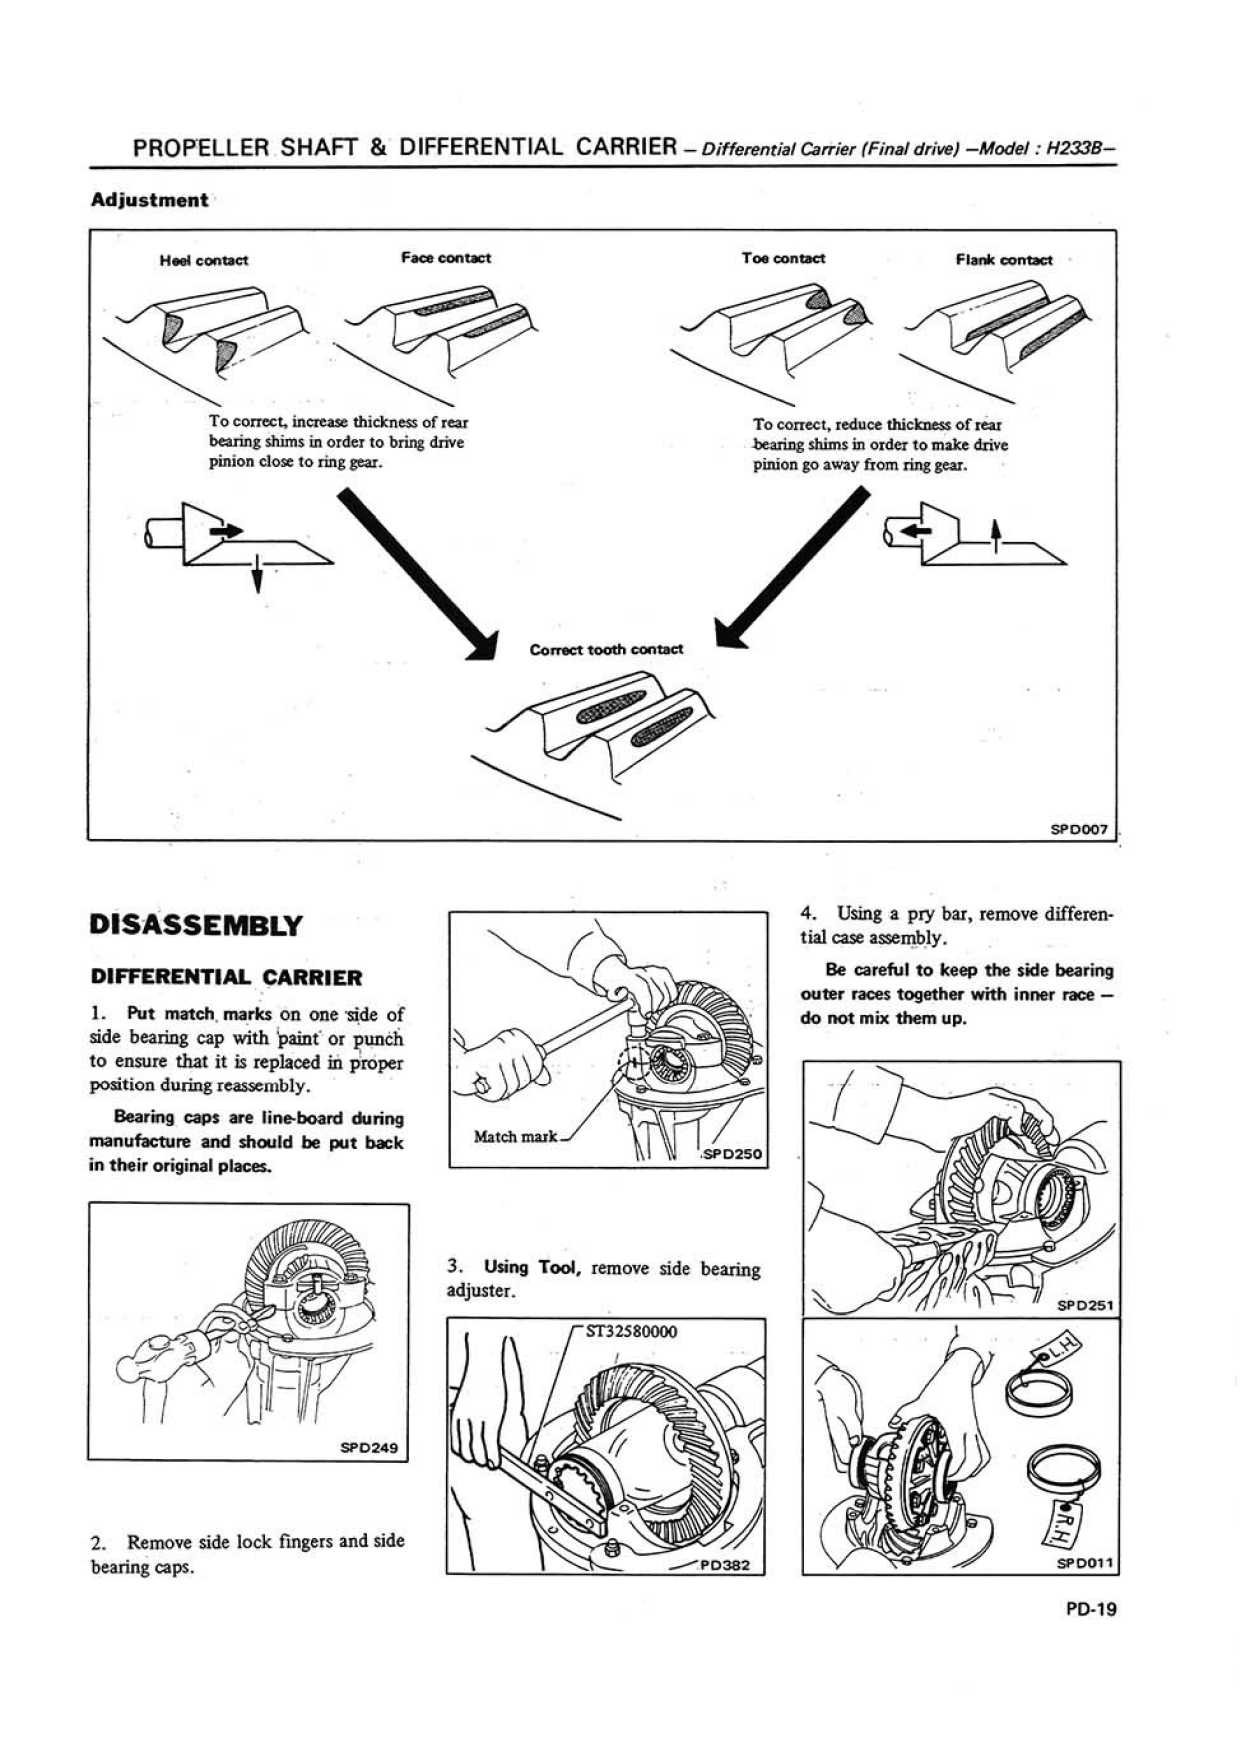 PROPELLER SHAFT & DIFFERENTIAL CARRIER – Differential Carrier (Final drive) –Model : H233B–
Adjustment
Heel contact
Face contact
Toe contact
Flank contact
To correct, increase thickness of rear
bearing shims in order to bring drive
pinion close to ring gear.
To correct, reduce thickness of rear
bearing shims in order to make drive
pinion go away from ring gear.
Correct tooth contact
SPD007
DISASSEMBLY
DIFFERENTIAL CARRIER
1. Put match marks on one side of
side bearing cap with paint or punch
to ensure that it is replaced in proper
position during reassembly.
Bearing caps are line-board during
manufacture and should be put back
in their original places.
SPD249
2. Remove side lock fingers and side
bearing caps.
Match mark
SPD250
3. Using Tool, remove side bearing
adjuster.
ST32580000
PD382
4. Using a pry bar, remove differen-
tial case assembly.
Be careful to keep the side bearing
outer races together with inner race –
do not mix them up.
SPD251
L.H.
R.H.
SPD011
PD-19